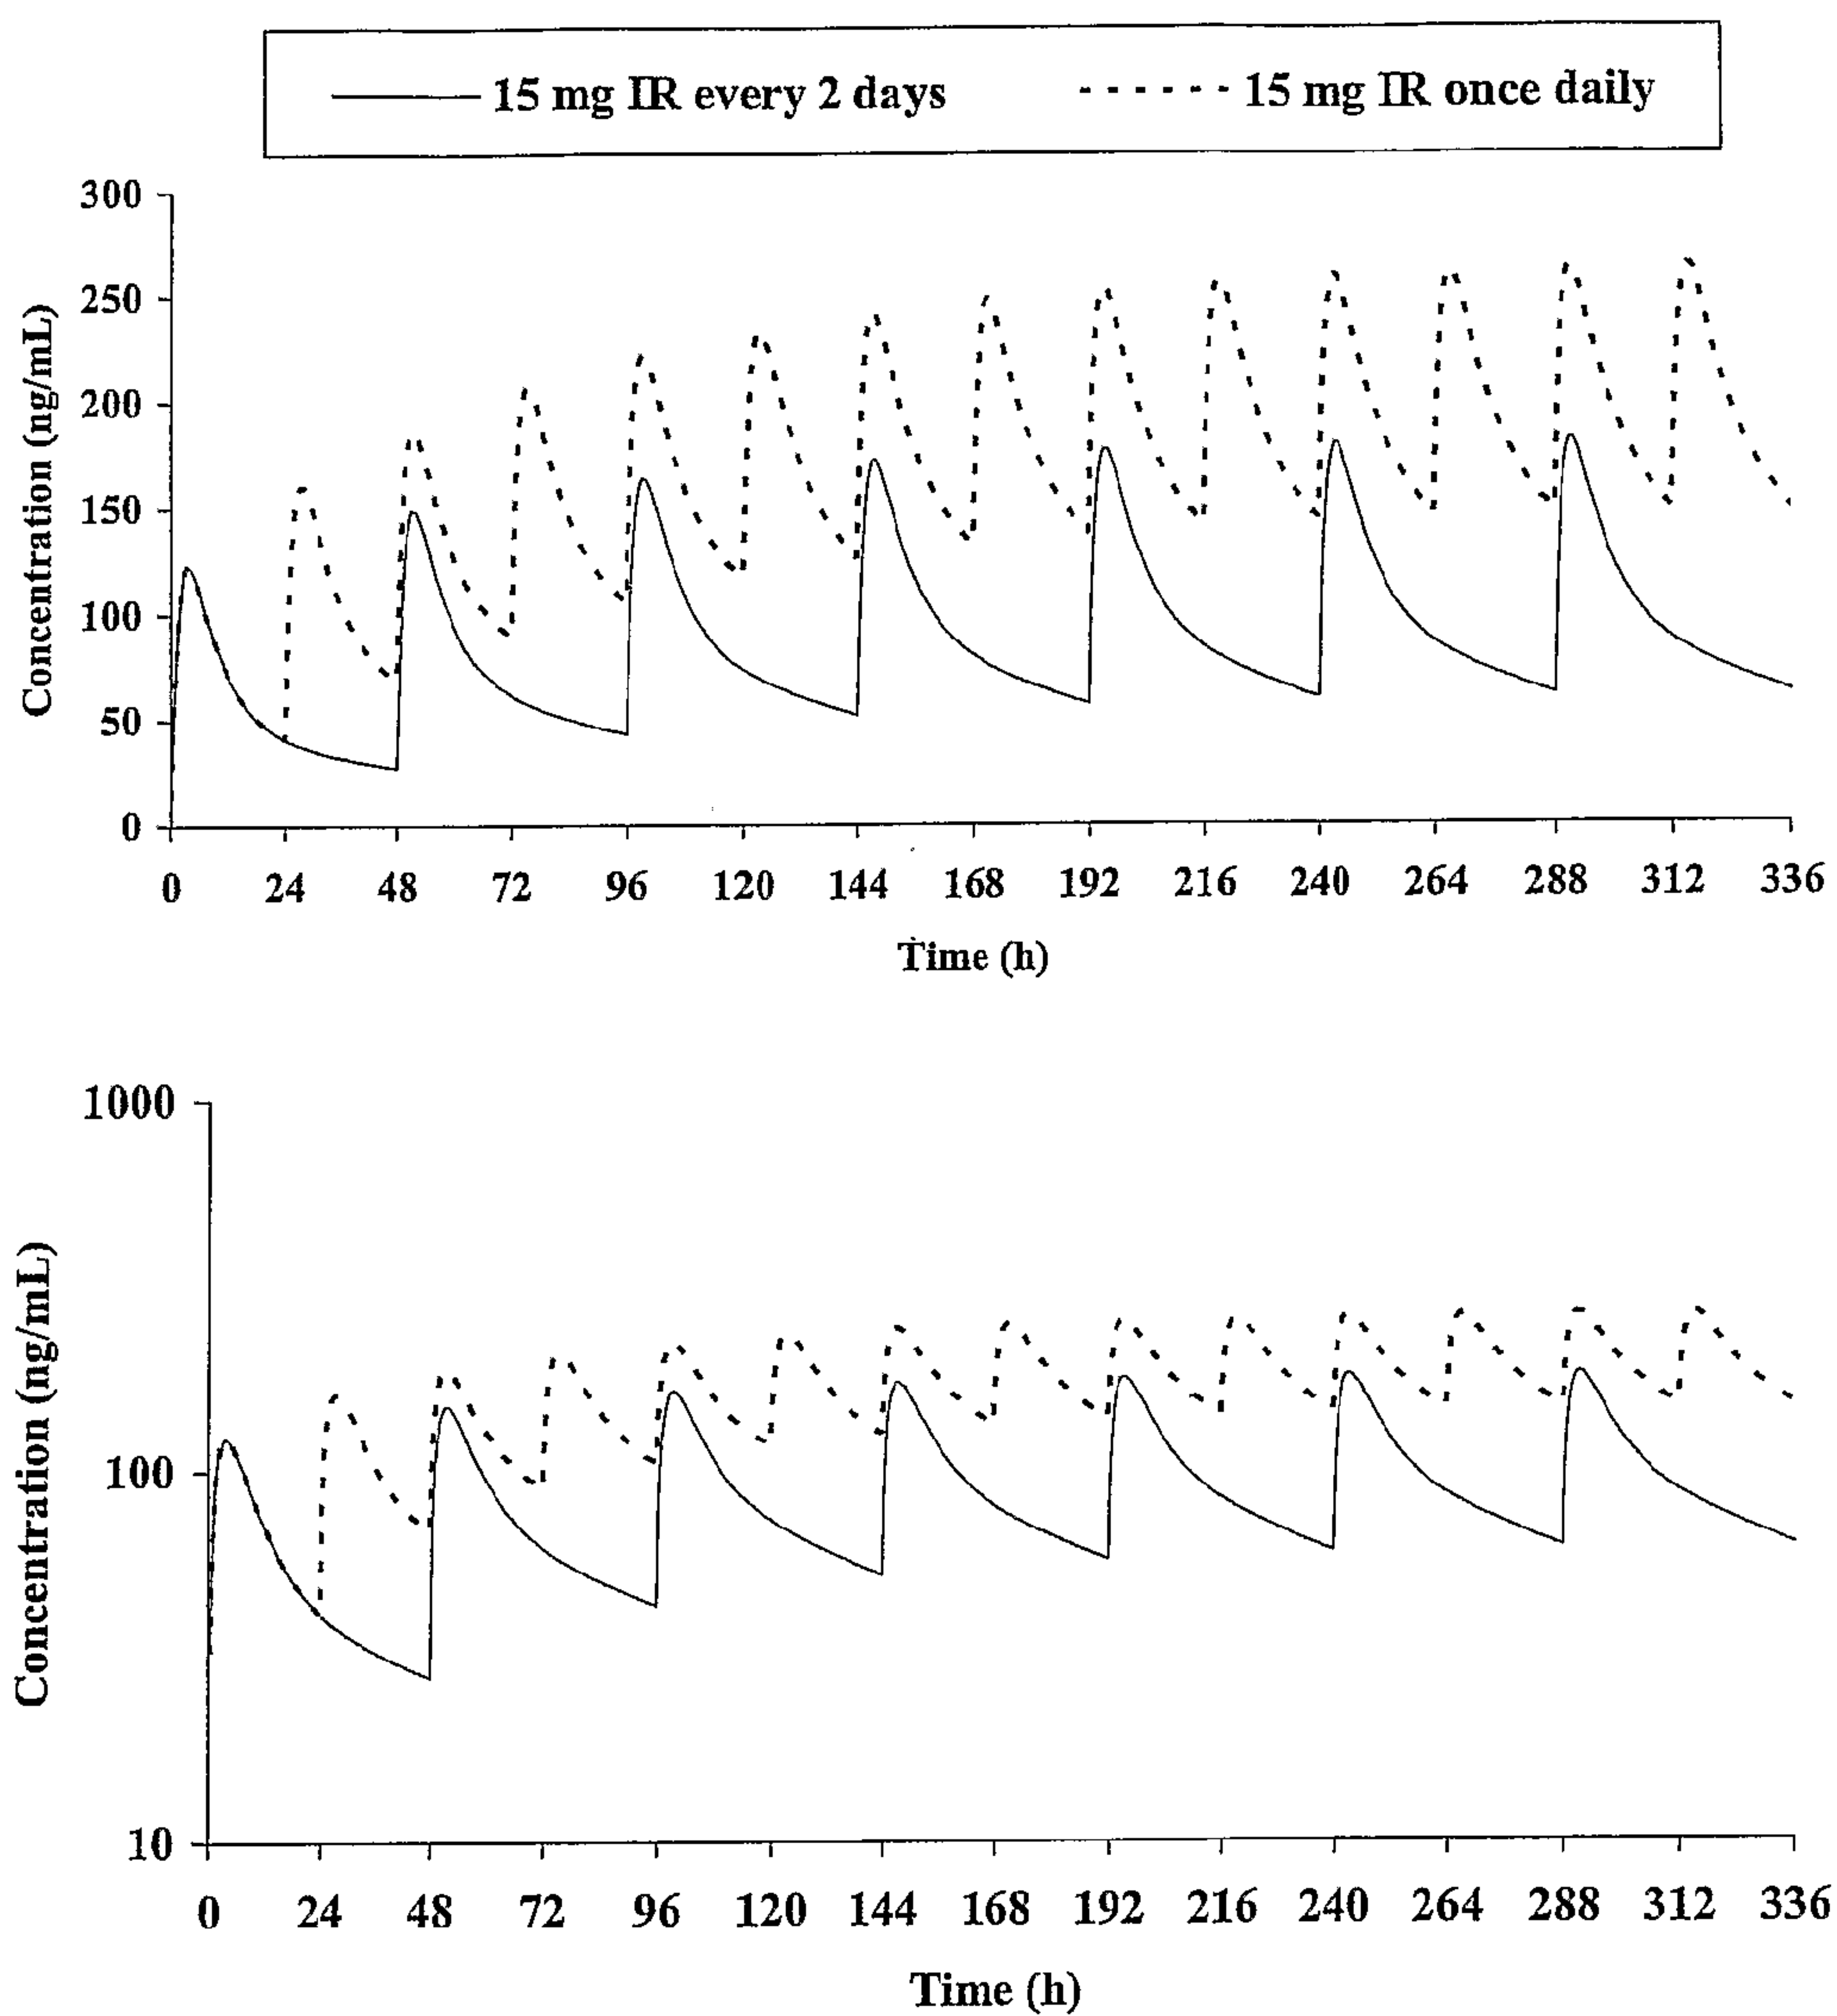 15 mg IR every 2 days 15 mg IR once daily
300
250
200
150
100
50
0
Concentration (ng/mL)
0 24 48 72 96 120 144 168 192 216 240 264 288 312 336
Time (h)
1000
100
10
Concentration (ng/mL)
0 24 48 72 96 120 144 168 192 216 240 264 288 312 336
Time (h)